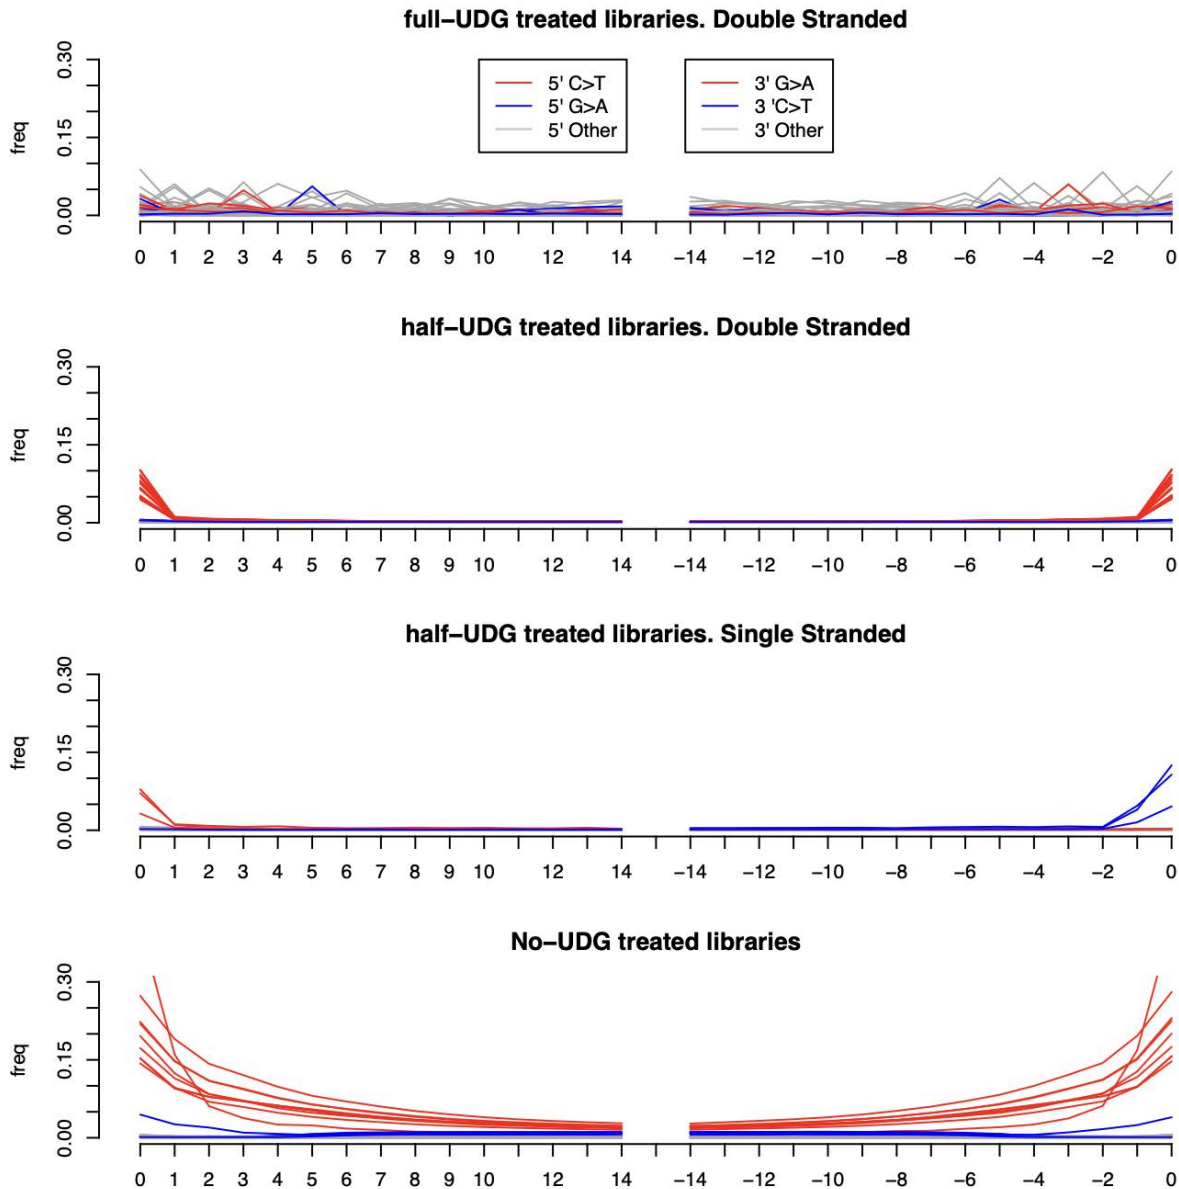 full–UDG treated libraries. Double Stranded
freq
0.00 0.15 0.30
5' C>T
5' G>A
5' Other
3' G>A
3 'C>T
3' Other
0 1 2 3 4 5 6 7 8 9 10 12 14 −14 −12 −10 −8 −6 −4 −2 0
half–UDG treated libraries. Double Stranded
freq
0.00 0.15 0.30
0 1 2 3 4 5 6 7 8 9 10 12 14 −14 −12 −10 −8 −6 −4 −2 0
half–UDG treated libraries. Single Stranded
freq
0.00 0.15 0.30
0 1 2 3 4 5 6 7 8 9 10 12 14 −14 −12 −10 −8 −6 −4 −2 0
No–UDG treated libraries
freq
0.00 0.15 0.30
0 1 2 3 4 5 6 7 8 9 10 12 14 −14 −12 −10 −8 −6 −4 −2 0